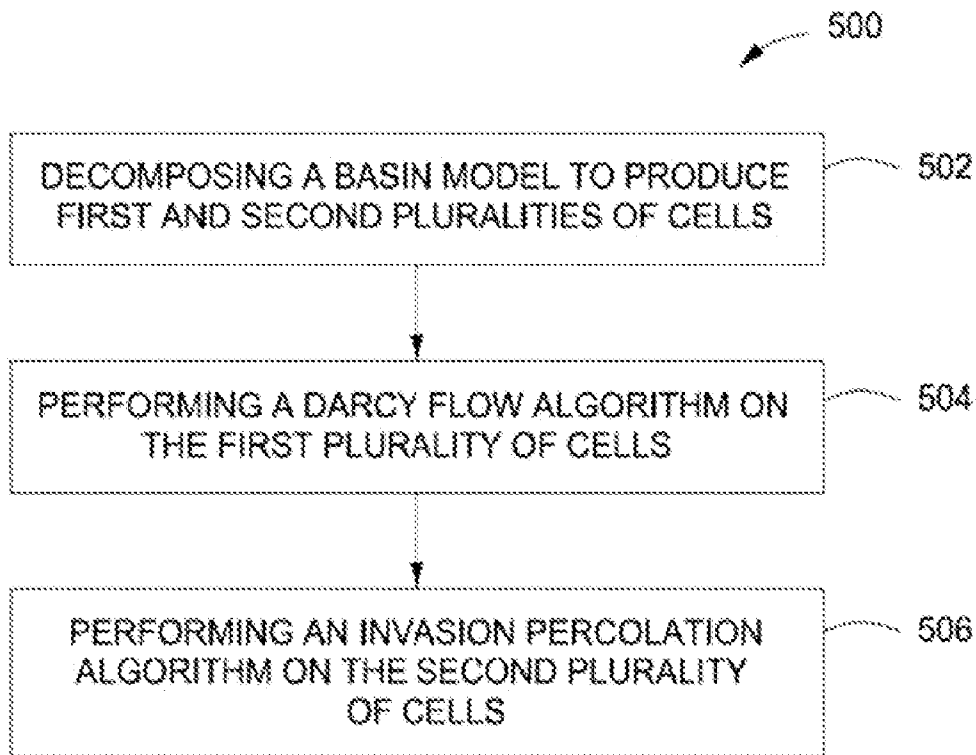 500
DECOMPOSING A BASIN MODEL TO PRODUCE
FIRST AND SECOND PLURALITIES OF CELLS
502
PERFORMING A DARCY FLOW ALGORITHM ON
THE FIRST PLURALITY OF CELLS
504
PERFORMING AN INVASION PERCOLATION
ALGORITHM ON THE SECOND PLURALITY
OF CELLS
506